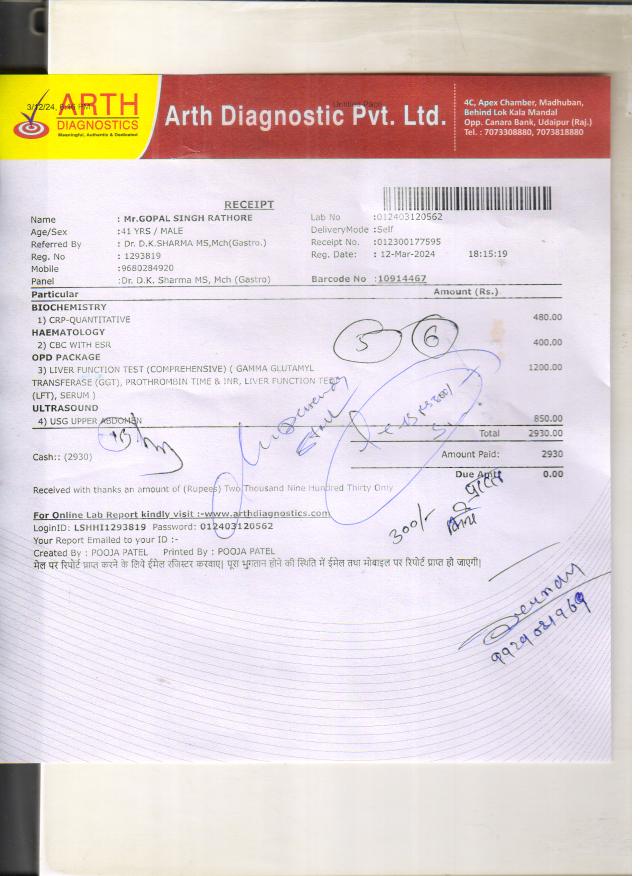 3/12/24, 6:16 PM
Untitled Page
ARTH
DIAGNOSTICS
Meaningful, Authentic & Dedicated
Arth Diagnostic Pvt. Ltd.
4C, Apex Chamber, Madhuban,
Behind Lok Kala Mandal
Opp. Canara Bank, Udaipur (Raj.)
Tel. : 7073308880, 7073818880
RECEIPT
Name : Mr.GOPAL SINGH RATHORE Lab No :012403120562
Age/Sex :41 YRS / MALE DeliveryMode :Self
Referred By : Dr. D.K.SHARMA MS,Mch(Gastro.) Receipt No. :012300177595
Reg. No : 1293819 Reg. Date: : 12-Mar-2024 18:15:19
Mobile :9680284920
Panel :Dr. D.K. Sharma MS, Mch (Gastro) Barcode No :10914467
Particular Amount (Rs.)
BIOCHEMISTRY
1) CRP-QUANTITATIVE 480.00
HAEMATOLOGY
2) CBC WITH ESR 400.00
5 6
OPD PACKAGE
3) LIVER FUNCTION TEST (COMPREHENSIVE) ( GAMMA GLUTAMYL 1200.00
TRANSFERASE (GGT), PROTHROMBIN TIME & INR, LIVER FUNCTION TEST
(LFT), SERUM )
ULTRASOUND
4) USG UPPER ABDOMEN 850.00
Total 2930.00
Cash:: (2930) Amount Paid: 2930
Due Amt: 0.00
Received with thanks an amount of (Rupees) Two Thousand Nine Hundred Thirty Only
300/-
For Online Lab Report kindly visit :-www.arthdiagnostics.com
LoginID: LSHHI1293819 Password: 012403120562
Your Report Emailed to your ID :-
Created By : POOJA PATEL Printed By : POOJA PATEL
मेल पर रिपोर्ट प्राप्त करने के लिये ईमेल रजिस्टर करवाए। पूरा भुगतान होने की स्थिति में ईमेल तथा मोबाइल पर रिपोर्ट प्राप्त हो जाएगी।